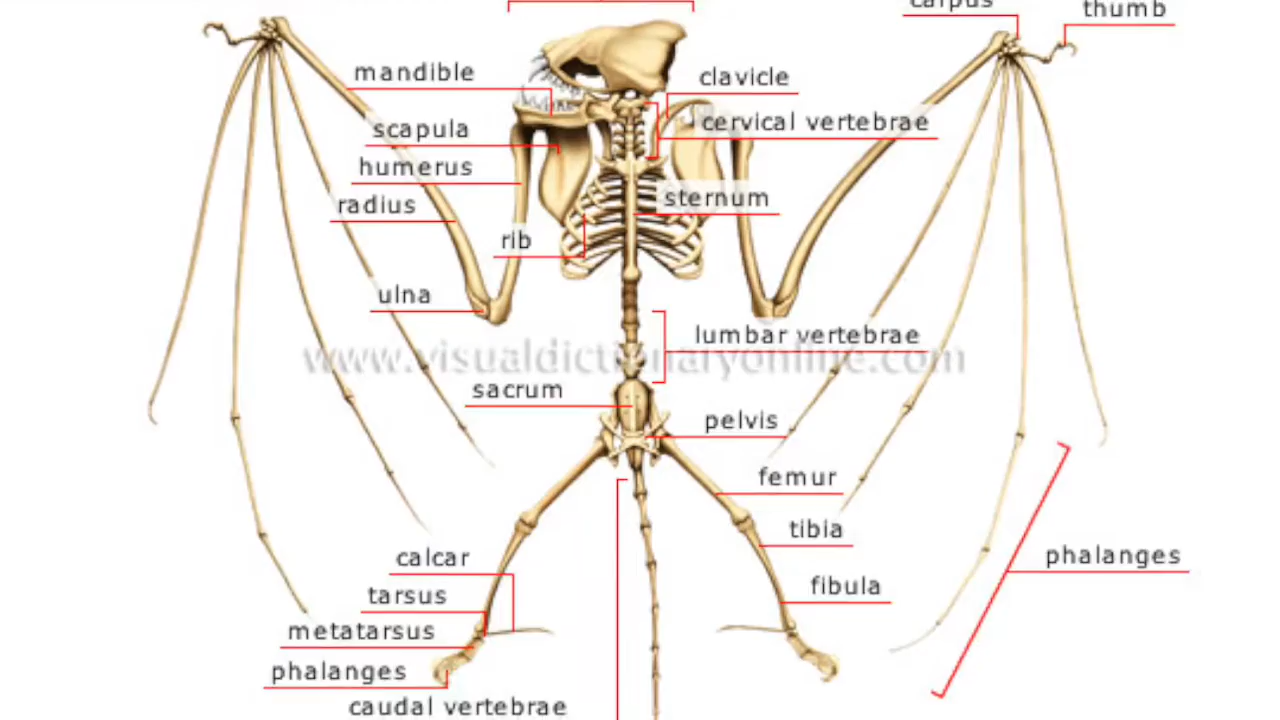 carpus
thumb
mandible
clavicle
scapula
cervical vertebrae
humerus
sternum
radius
rib
ulna
lumbar vertebrae
www.visualdictionaryonline.com
sacrum
pelvis
femur
tibia
calcar
phalanges
fibula
tarsus
metatarsus
phalanges
caudal vertebrae